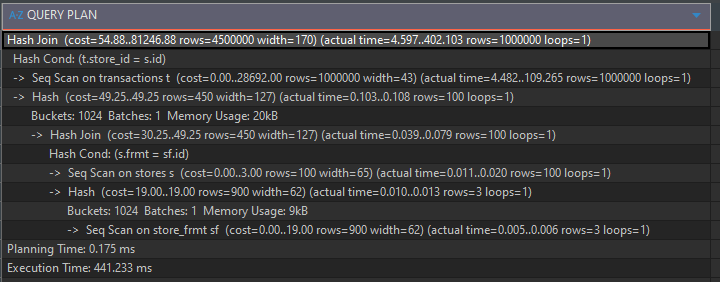 A-Z QUERY PLAN
Hash Join (cost=54.88..81246.88 rows=4500000 width=170) (actual time=4.597..402.103 rows=1000000 loops=1)
Hash Cond: (t.store_id = s.id)
-> Seq Scan on transactions t (cost=0.00..28692.00 rows=1000000 width=43) (actual time=4.482..109.265 rows=1000000 loops=1)
-> Hash (cost=49.25..49.25 rows=450 width=127) (actual time=0.103..0.108 rows=100 loops=1)
Buckets: 1024 Batches: 1 Memory Usage: 20kB
-> Hash Join (cost=30.25..49.25 rows=450 width=127) (actual time=0.039..0.079 rows=100 loops=1)
Hash Cond: (s.frmt = sf.id)
-> Seq Scan on stores s (cost=0.00..3.00 rows=100 width=65) (actual time=0.011..0.020 rows=100 loops=1)
-> Hash (cost=19.00..19.00 rows=900 width=62) (actual time=0.010..0.013 rows=3 loops=1)
Buckets: 1024 Batches: 1 Memory Usage: 9kB
-> Seq Scan on store_frmt sf (cost=0.00..19.00 rows=900 width=62) (actual time=0.005..0.006 rows=3 loops=1)
Planning Time: 0.175 ms
Execution Time: 441.233 ms